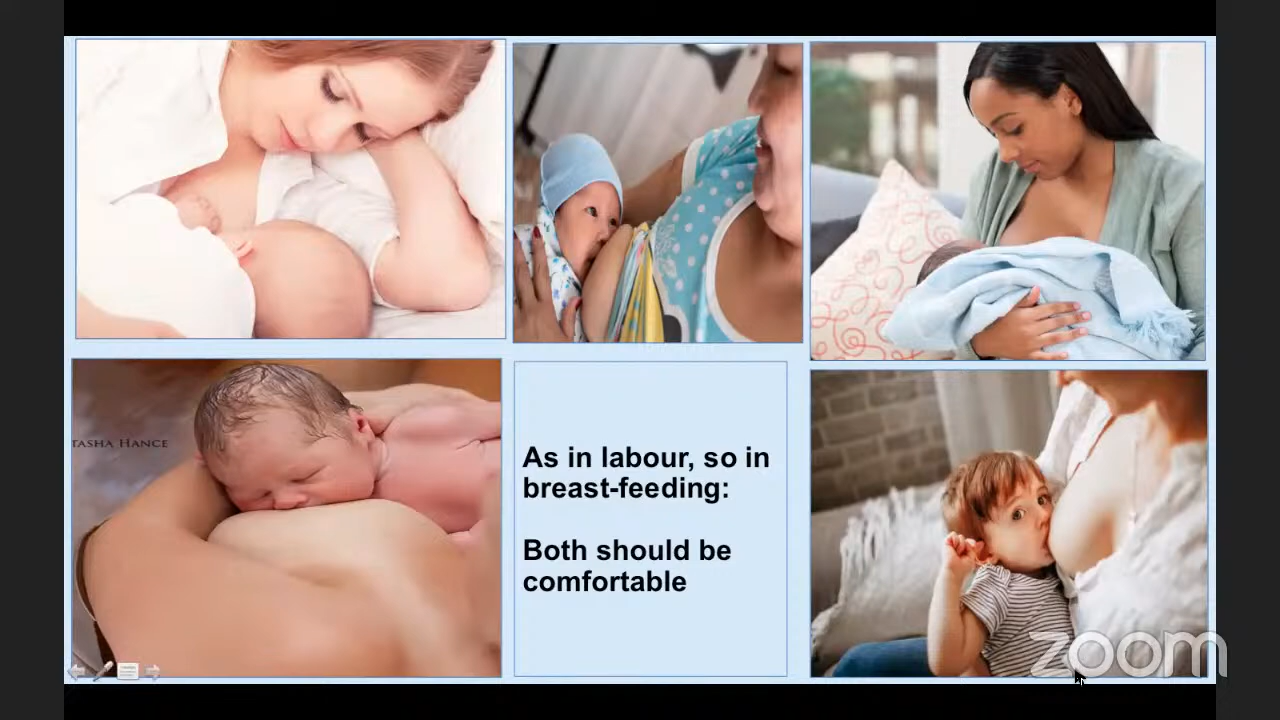 TASHA HANCE
As in labour, so in
breast-feeding:
Both should be
comfortable
zoom